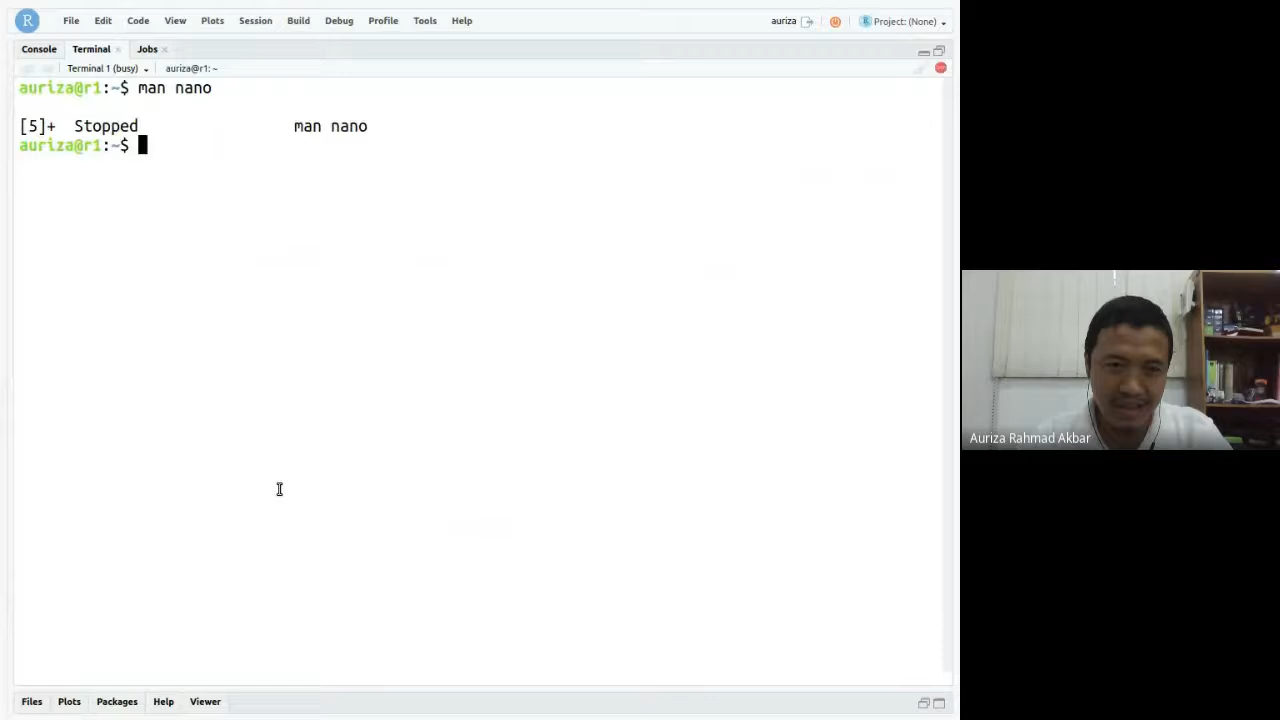 R File Edit Code View Plots Session Build Debug Profile Tools Help auriza R Project: (None)
Console Terminal Jobs
Terminal 1 (busy) auriza@r1: ~
auriza@r1:~$ man nano
[5]+ Stopped man nano
auriza@r1:~$
Auriza Rahmad Akbar
Files Plots Packages Help Viewer